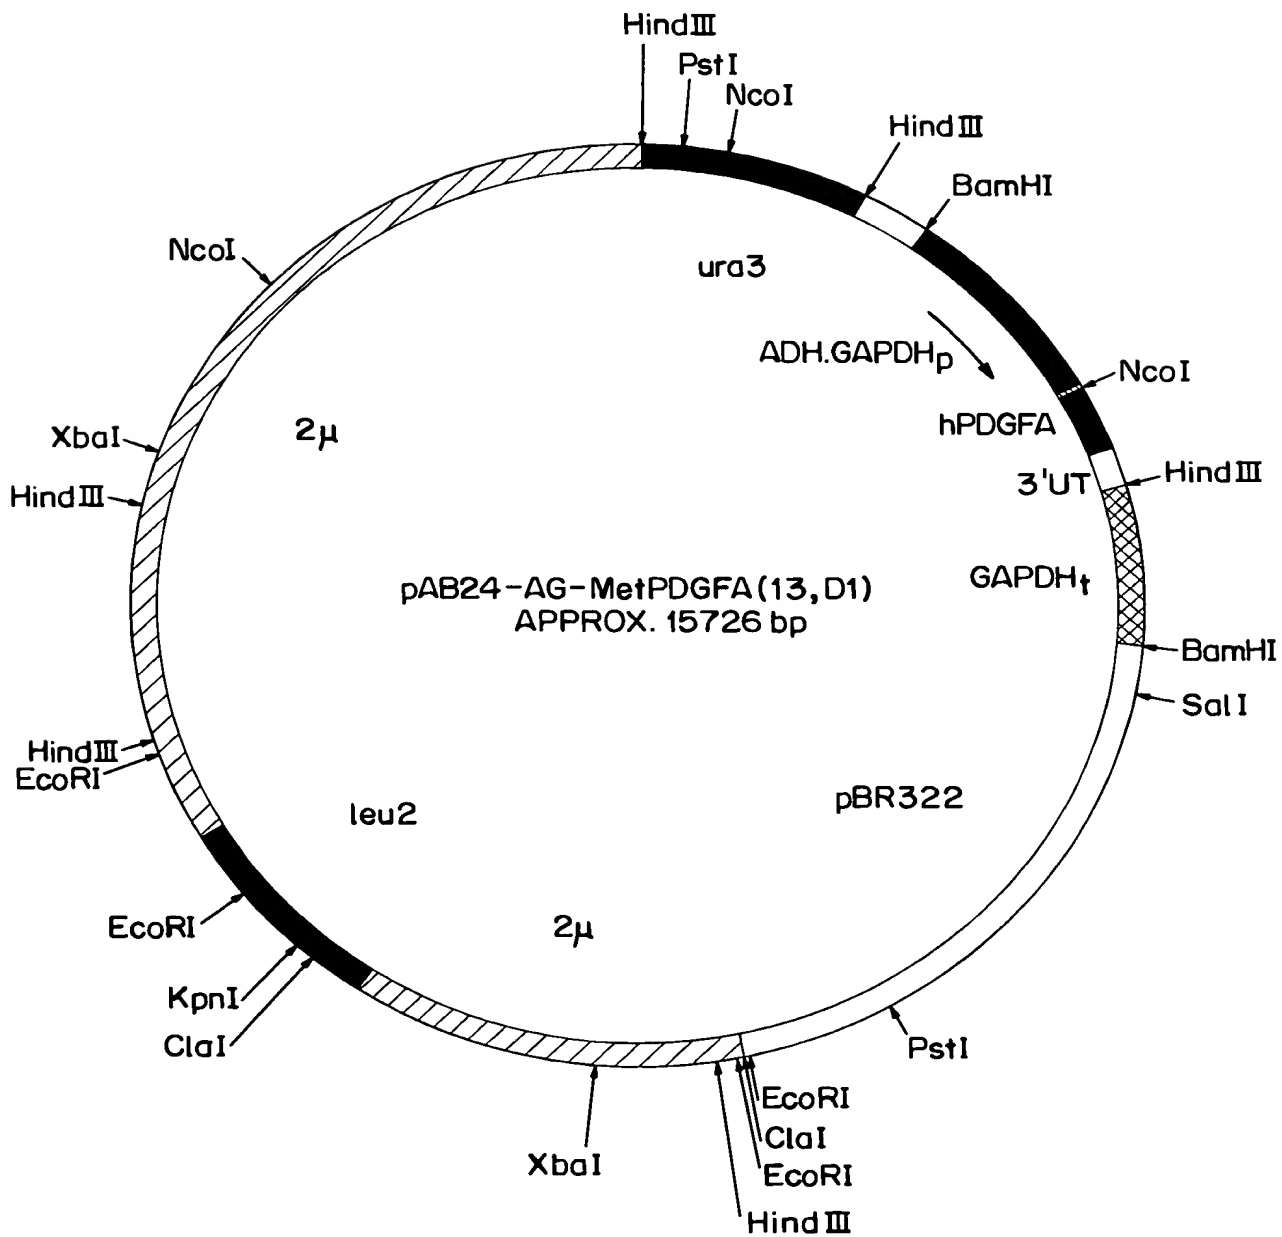 HindIII
PstI
NcoI
HindIII
BamHI
ura3
NcoI
ADH.GAPDHp
NcoI
hPDGFA
2μ
XbaI
3'UT
HindIII
HindIII
GAPDHt
pAB24-AG-MetPDGFA(13,D1)
APPROX. 15726 bp
BamHI
SalI
HindIII
EcoRI
pBR322
leu2
EcoRI
2μ
KpnI
ClaI
PstI
EcoRI
ClaI
XbaI
EcoRI
HindIII